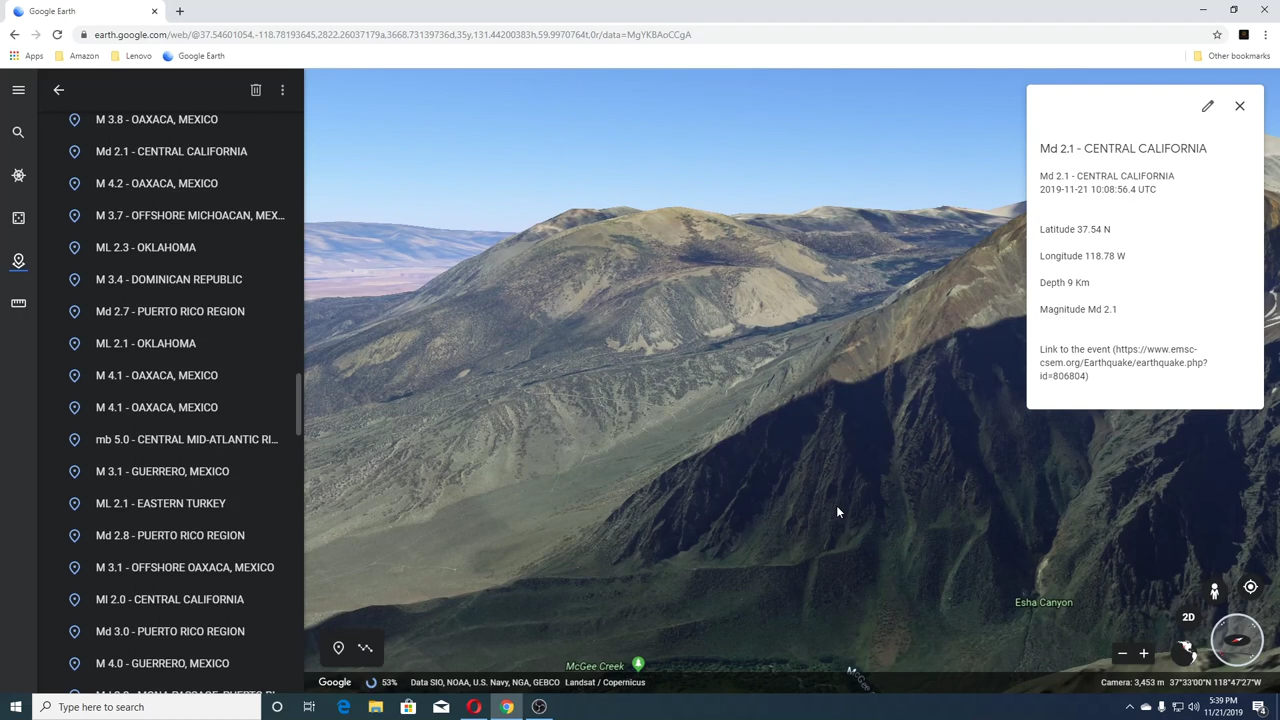 Google Earth
earth.google.com/web/@37.54601054,-118.78193645,2822.26037179a,3668.73139736d,35y,131.44200383h,59.9970764t,0r/data=MgYKBAoCCgA
Apps
Amazon
Lenovo
Google Earth
Other bookmarks
M 3.8 - OAXACA, MEXICO
Md 2.1 - CENTRAL CALIFORNIA
M 4.2 - OAXACA, MEXICO
M 3.7 - OFFSHORE MICHOACAN, MEX...
ML 2.3 - OKLAHOMA
M 3.4 - DOMINICAN REPUBLIC
Md 2.7 - PUERTO RICO REGION
ML 2.1 - OKLAHOMA
M 4.1 - OAXACA, MEXICO
M 4.1 - OAXACA, MEXICO
mb 5.0 - CENTRAL MID-ATLANTIC RI...
M 3.1 - GUERRERO, MEXICO
ML 2.1 - EASTERN TURKEY
Md 2.8 - PUERTO RICO REGION
M 3.1 - OFFSHORE OAXACA, MEXICO
Ml 2.0 - CENTRAL CALIFORNIA
Md 3.0 - PUERTO RICO REGION
M 4.0 - GUERRERO, MEXICO
Md 2.1 - CENTRAL CALIFORNIA
Md 2.1 - CENTRAL CALIFORNIA
2019-11-21 10:08:56.4 UTC
Latitude 37.54 N
Longitude 118.78 W
Depth 9 Km
Magnitude Md 2.1
Link to the event (https://www.emsc-
csem.org/Earthquake/earthquake.php?
id=806804)
Esha Canyon
2D
McGee Creek
Google
53%
Data SIO, NOAA, U.S. Navy, NGA, GEBCO Landsat / Copernicus
Camera: 3,453 m 37°33'00"N 118°47'27"W
Type here to search
5:39 PM
11/21/2019
4